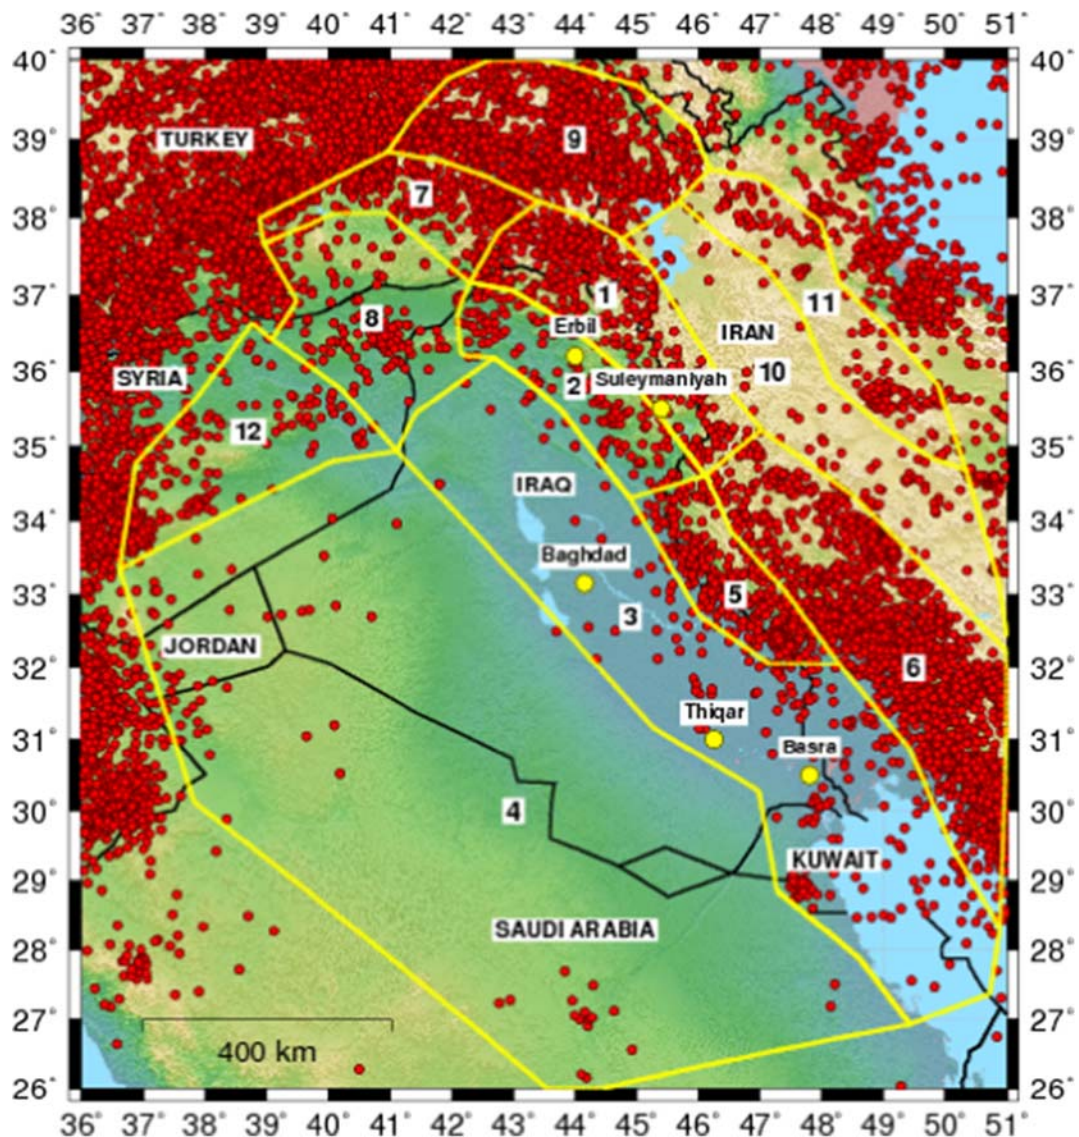 36° 37° 38° 39° 40° 41° 42° 43° 44° 45° 46° 47° 48° 49° 50° 51°
40° 40°
39° TURKEY 9 39°
7
38° 38°
37° 1 11 37°
8 Erbil IRAN
36° SYRIA 2 Suleymaniyah 10 36°
12
35° 35°
IRAQ
34° 34°
Baghdad
33° 3 5 33°
JORDAN
32° 6 32°
Thiqar
31° Basra 31°
30° 4 30°
KUWAIT
29° 29°
SAUDI ARABIA
28° 28°
27° 27°
400 km
26° 26°
36° 37° 38° 39° 40° 41° 42° 43° 44° 45° 46° 47° 48° 49° 50° 51°